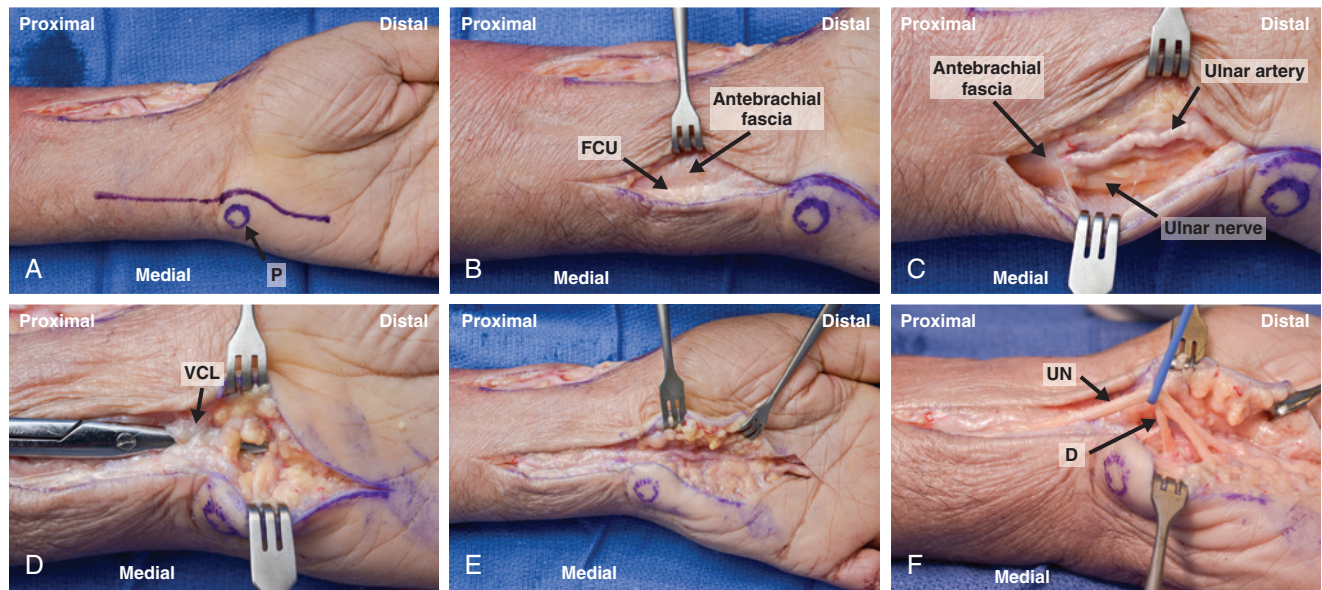 Proximal
Distal
P
A
Medial
Proximal
Distal
Antebrachial
fascia
FCU
B
Medial
Proximal
Distal
Antebrachial
fascia
Ulnar artery
Ulnar nerve
C
Medial
Proximal
Distal
VCL
D
Medial
Proximal
Distal
E
Medial
Proximal
Distal
UN
D
F
Medial